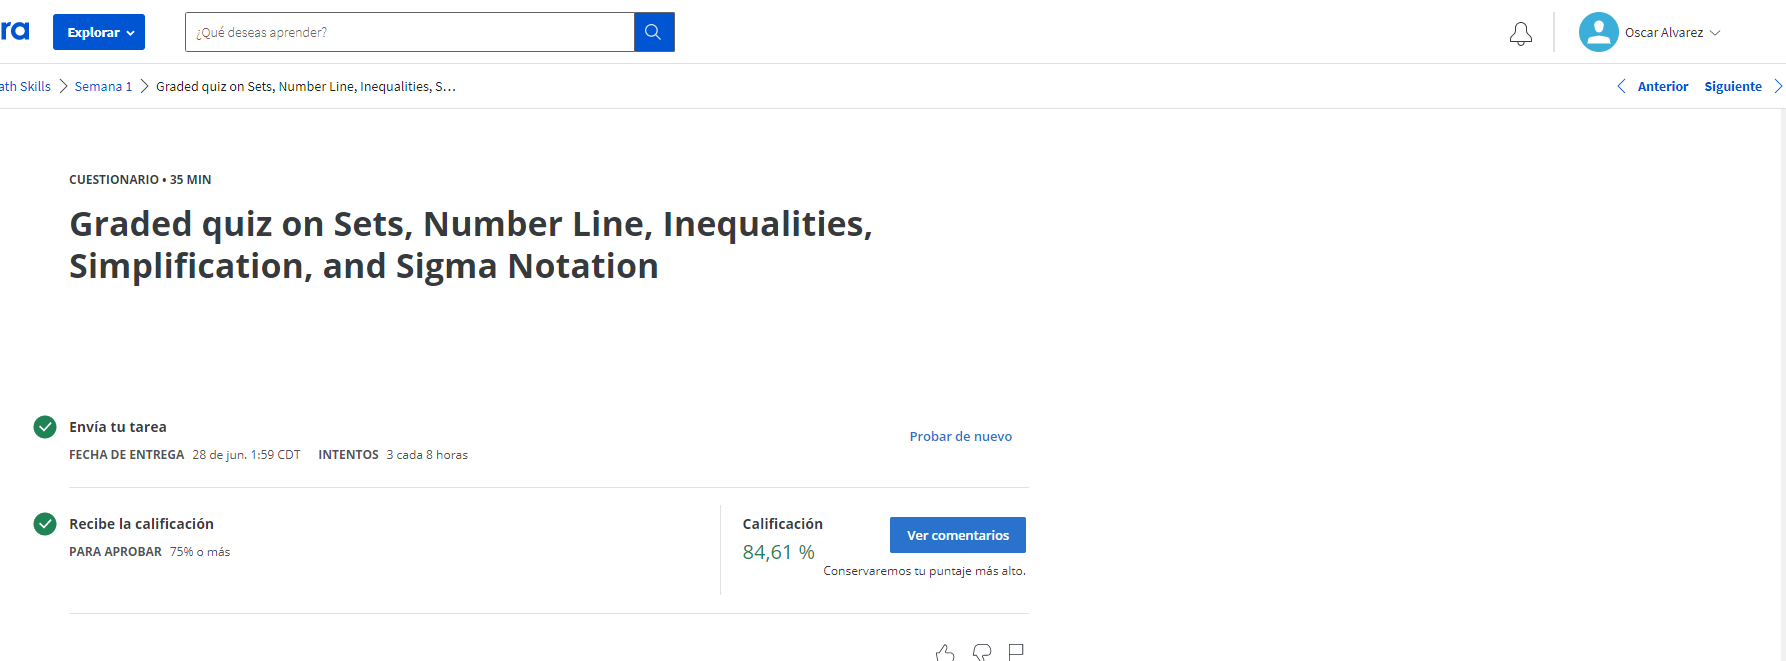 ra
Explorar
¿Qué deseas aprender?
Oscar Alvarez
ath Skills
Semana 1
Graded quiz on Sets, Number Line, Inequalities, S...
Anterior
Siguiente
CUESTIONARIO • 35 MIN
Graded quiz on Sets, Number Line, Inequalities,
Simplification, and Sigma Notation
Envía tu tarea
FECHA DE ENTREGA 28 de jun. 1:59 CDT INTENTOS 3 cada 8 horas
Probar de nuevo
Recibe la calificación
PARA APROBAR 75% o más
Calificación
84,61 %
Ver comentarios
Conservaremos tu puntaje más alto.